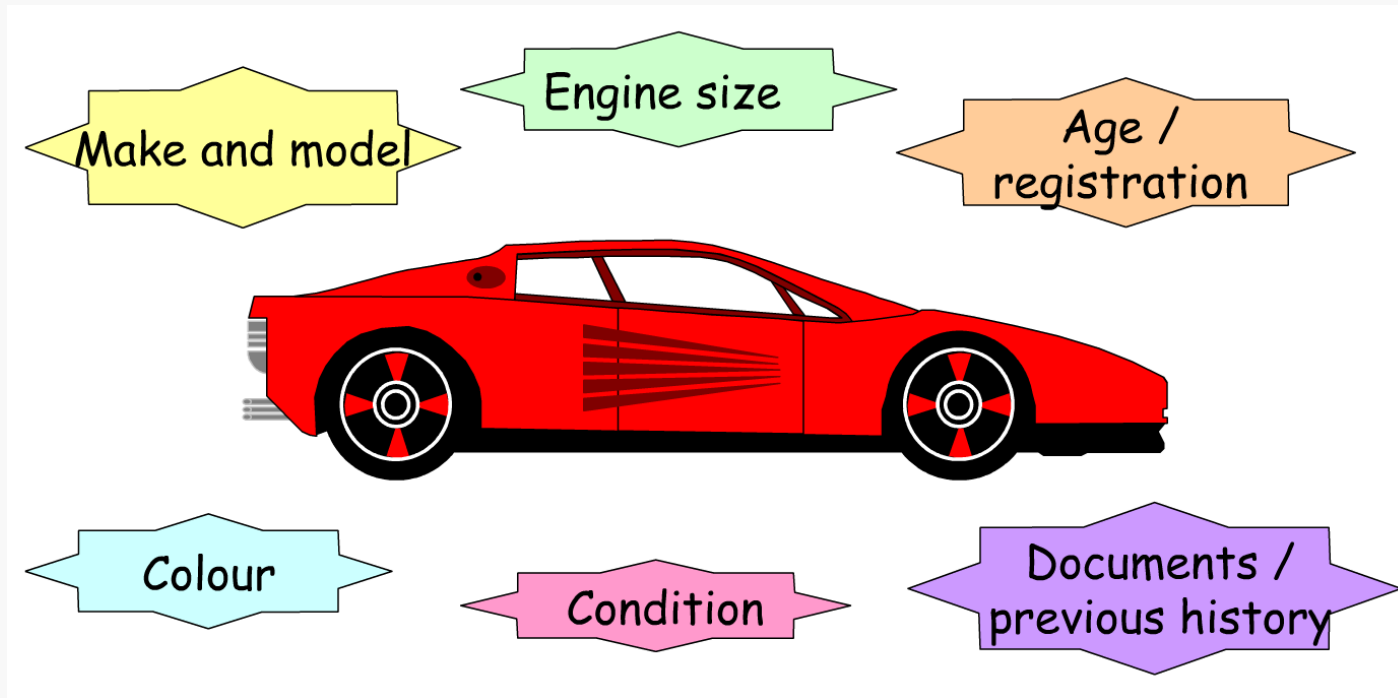 Make and model
Engine size
Age /
registration
Colour
Condition
Documents /
previous history